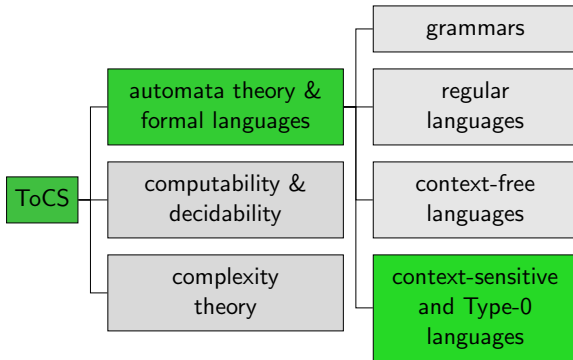 grammars
automata theory &
formal languages
regular
languages
ToCS
computability &
decidability
context-free
languages
complexity
theory
context-sensitive
and Type-0
languages